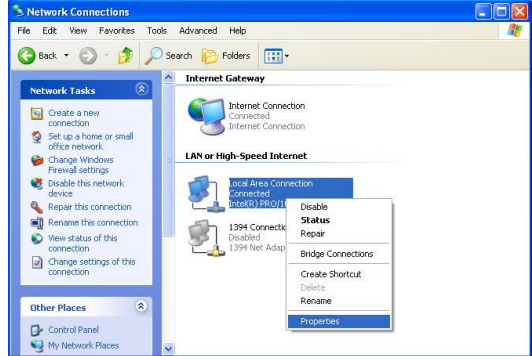 Network Connections
File Edit View Favorites Tools Advanced Help
Back Search Folders
Network Tasks
Create a new
connection
Set up a home or small
office network
Change Windows
Firewall settings
Disable this network
device
Repair this connection
Rename this connection
View status of this
connection
Change settings of this
connection
Other Places
Control Panel
My Network Places
Internet Gateway
Internet Connection
Connected
Internet Connection
LAN or High-Speed Internet
Local Area Connection
Connected
Intel(R) PRO/10
1394 Connectio
Disabled
1394 Net Adap
Disable
Status
Repair
Bridge Connections
Create Shortcut
Delete
Rename
Properties